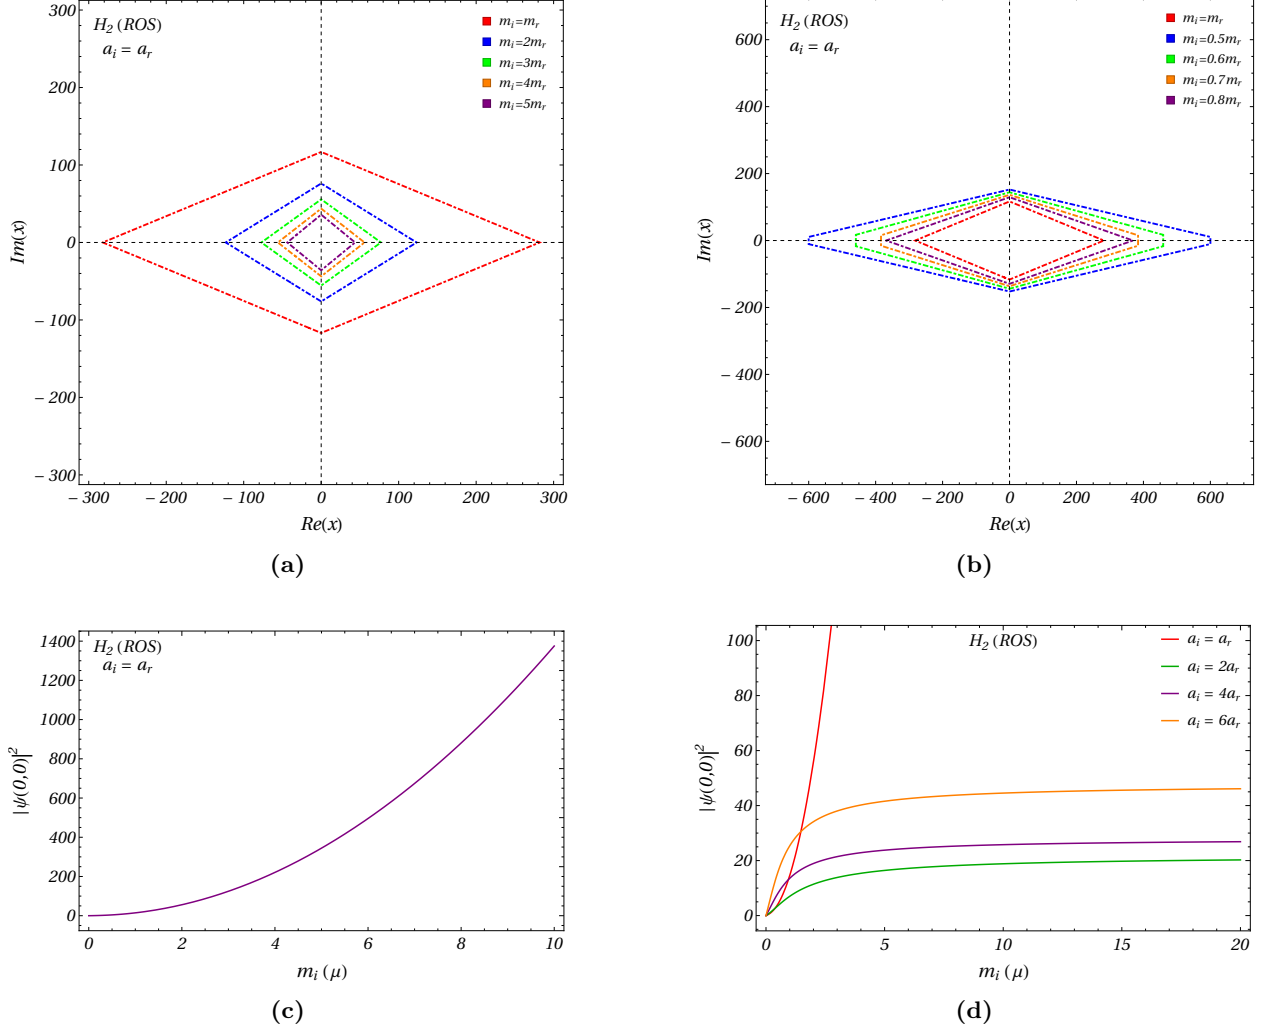 H₂ (ROS)
aᵢ = aᵣ
mᵢ=mᵣ
mᵢ=2mᵣ
mᵢ=3mᵣ
mᵢ=4mᵣ
mᵢ=5mᵣ
300
200
100
0
−100
−200
−300
Im(x)
−300 −200 −100 0 100 200 300
Re(x)
(a)
H₂ (ROS)
aᵢ = aᵣ
mᵢ=mᵣ
mᵢ=0.5mᵣ
mᵢ=0.6mᵣ
mᵢ=0.7mᵣ
mᵢ=0.8mᵣ
600
400
200
0
−200
−400
−600
Im(x)
−600 −400 −200 0 200 400 600
Re(x)
(b)
H₂ (ROS)
aᵢ = aᵣ
1400
1200
1000
800
600
400
200
0
|ψ(0,0)|²
0 2 4 6 8 10
mᵢ (μ)
(c)
H₂ (ROS)
aᵢ = aᵣ
aᵢ = 2aᵣ
aᵢ = 4aᵣ
aᵢ = 6aᵣ
100
80
60
40
20
0
|ψ(0,0)|²
0 5 10 15 20
mᵢ (μ)
(d)